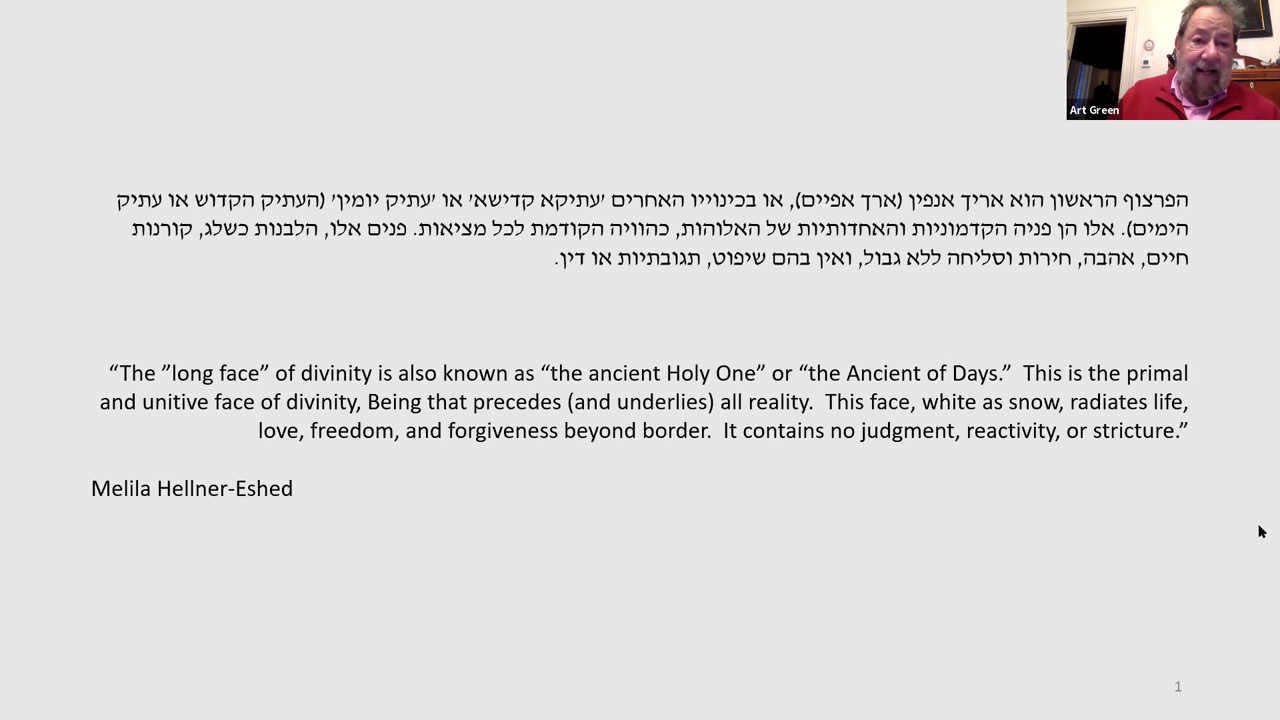 Art Green
הפרצוף הראשון הוא אריך אנפין (ארך אפיים), או בכינוייו האחרים 'עתיקא קדישא' או 'עתיק יומין' (העתיק הקדוש או עתיק
הימים). אלו הן פניה הקדמוניות והאחדותיות של האלוהות, כהוויה הקודמת לכל מציאות. פנים אלו, הלבנות כשלג, קורנות
חיים, אהבה, חירות וסליחה ללא גבול, ואין בהם שיפוט, תגובתיות או דין.
“The ”long face” of divinity is also known as “the ancient Holy One” or “the Ancient of Days.”  This is the primal
and unitive face of divinity, Being that precedes (and underlies) all reality.  This face, white as snow, radiates life,
love, freedom, and forgiveness beyond border.  It contains no judgment, reactivity, or stricture.”
Melila Hellner-Eshed
1